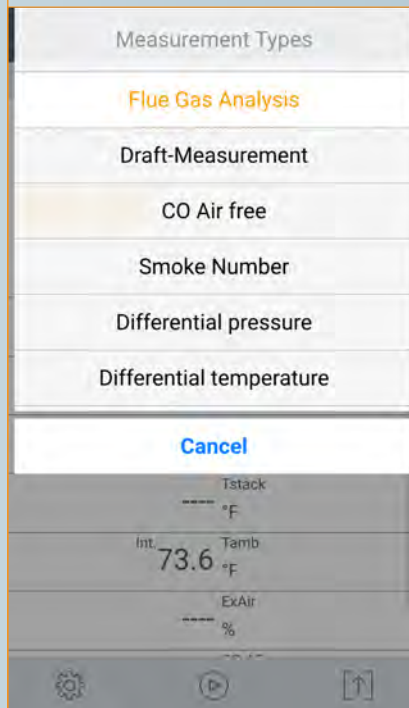 Measurement Types
Flue Gas Analysis
Draft-Measurement
CO Air free
Smoke Number
Differential pressure
Differential temperature
Cancel
---- Tstack °F
Int. 73.6 Tamb °F
---- ExAir %